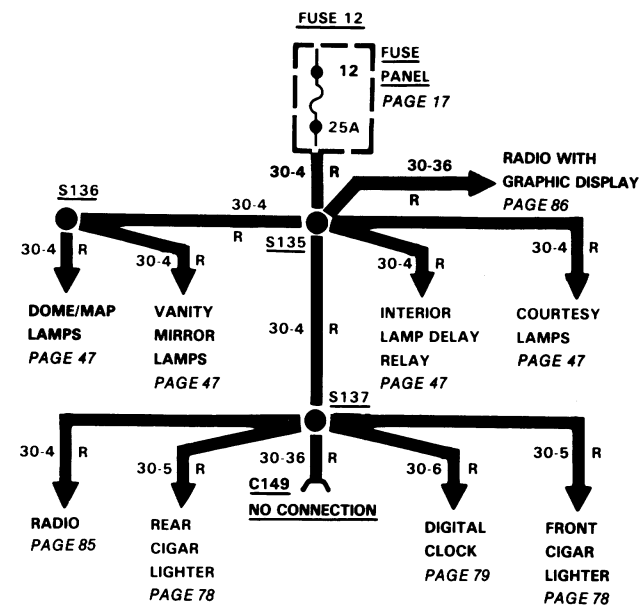 FUSE 12
FUSE
PANEL
PAGE 17
12
25A
30-4 R
30-36
R
RADIO WITH
GRAPHIC DISPLAY
PAGE 86
S136
30-4
R
S135
30-4 R
30-4 R
30-4 R
30-4 R
DOME/MAP
LAMPS
PAGE 47
VANITY
MIRROR
LAMPS
PAGE 47
30-4 R
INTERIOR
LAMP DELAY
RELAY
PAGE 47
COURTESY
LAMPS
PAGE 47
S137
30-4 R
30-5 R
30-36 R
30-6 R
30-5 R
C149
NO CONNECTION
RADIO
PAGE 85
REAR
CIGAR
LIGHTER
PAGE 78
DIGITAL
CLOCK
PAGE 79
FRONT
CIGAR
LIGHTER
PAGE 78